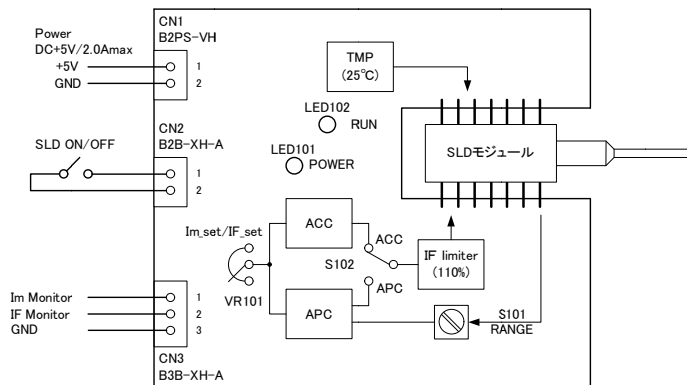 CN1
B2PS-VH
Power
DC+5V/2.0Amax
+5V
1
GND
2
TMP
(25℃)
LED102
RUN
LED101
POWER
SLDモジュール
CN2
B2B-XH-A
SLD ON/OFF
1
2
Im_set/IF_set
VR101
ACC
APC
ACC
S102
APC
IF limiter
(110%)
S101
RANGE
Im Monitor
1
IF Monitor
2
GND
3
CN3
B3B-XH-A